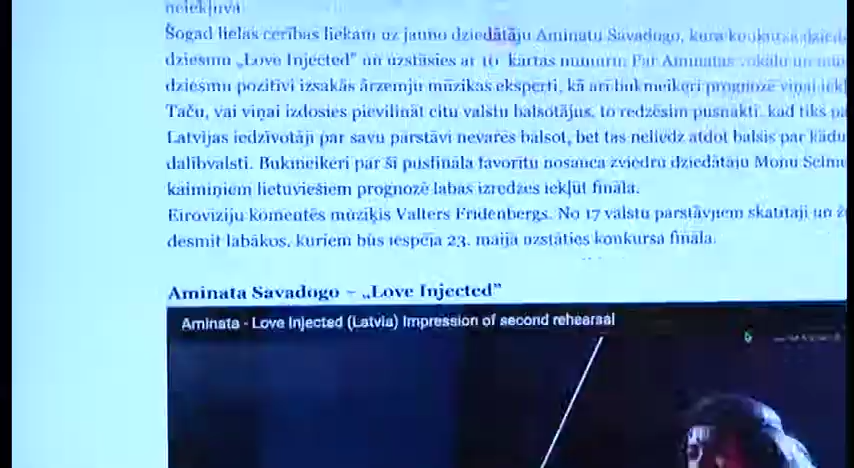 neiekļuva
Šogad lielas cerības liekam uz jauno dziedātāju Aminatu Savadogo, kura
dziesmu „Love Injected” un uzstāsies ar 10. kārtas numuru. Par Aminatas vokālo un
dziesmu pozitīvi izsakās ārzemju mūzikas eksperti, kā arī bukmeikeri prognozē viņai
Taču, vai viņai izdosies pievilināt citu valstu balsotājus, to redzēsim pusnaktī, kad tiks
Latvijas iedzīvotāji par savu pārstāvi nevarēs balsot, bet tas neliedz atdot balsis par kādu
dalībvalsti. Bukmeikeri par šī pusfināla favorītu nosauca zviedru dziedātāju Monu
kaimiņiem lietuviešiem prognozē labas izredzes iekļūt finālā.
Eirovīziju komentēs mūziķis Valters Frīdenbergs. No 17 valstu pārstāvjiem skatītāji un
desmit labākos, kuriem būs iespēja 23. maijā uzstāties konkursa finālā.
Aminata Savadogo – „Love Injected”
Aminata - Love Injected (Latvia) Impression of second rehearsal